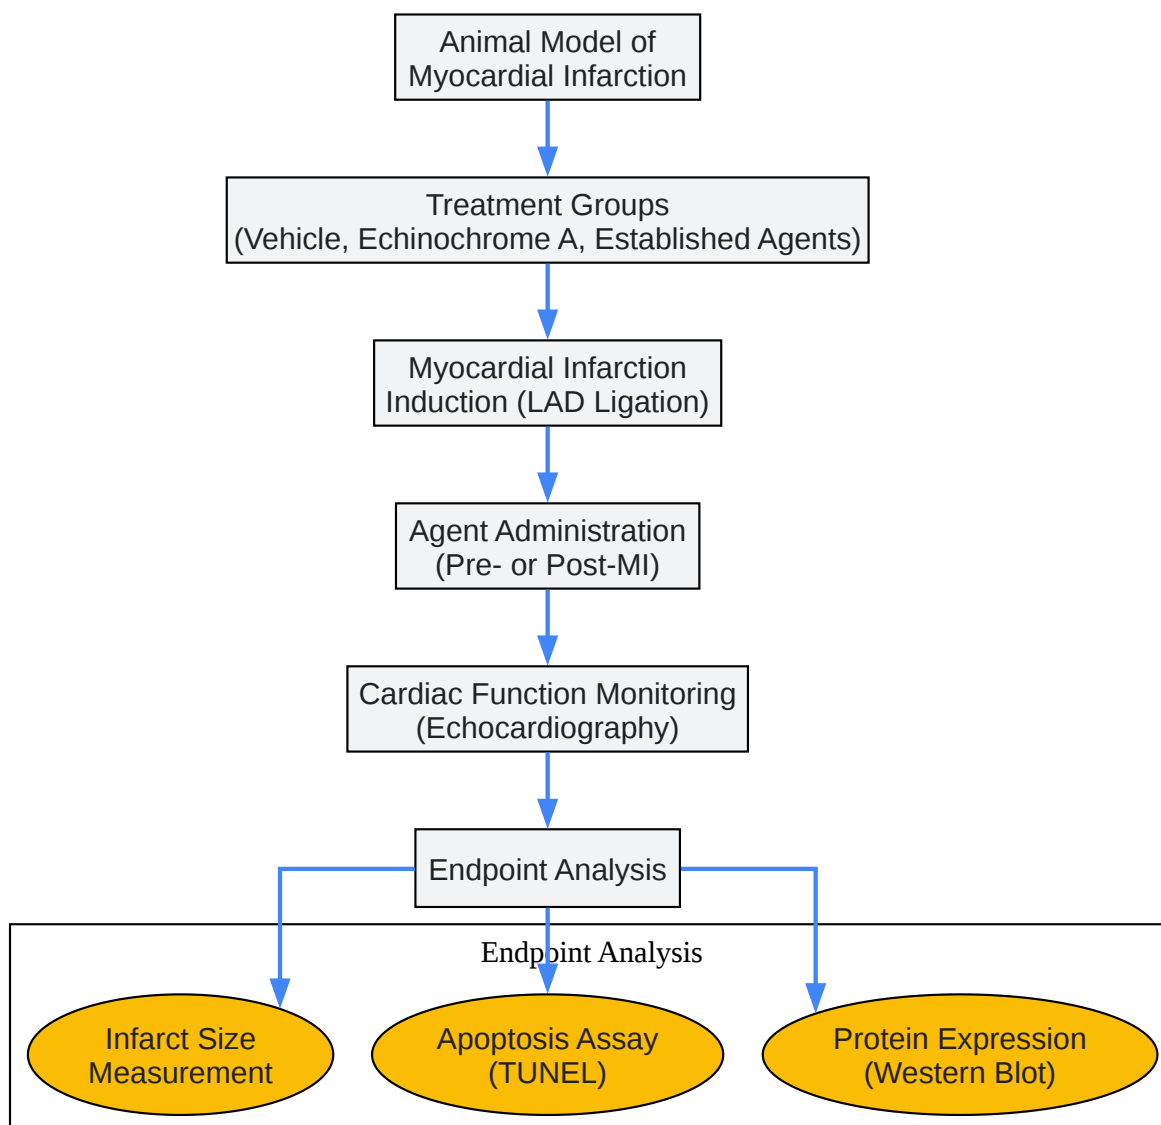 Animal Model of
Myocardial Infarction
Treatment Groups
(Vehicle, Echinochrome A, Established Agents)
Myocardial Infarction
Induction (LAD Ligation)
Agent Administration
(Pre- or Post-MI)
Cardiac Function Monitoring
(Echocardiography)
Endpoint Analysis
Endpoint Analysis
Infarct Size
Measurement
Apoptosis Assay
(TUNEL)
Protein Expression
(Western Blot)